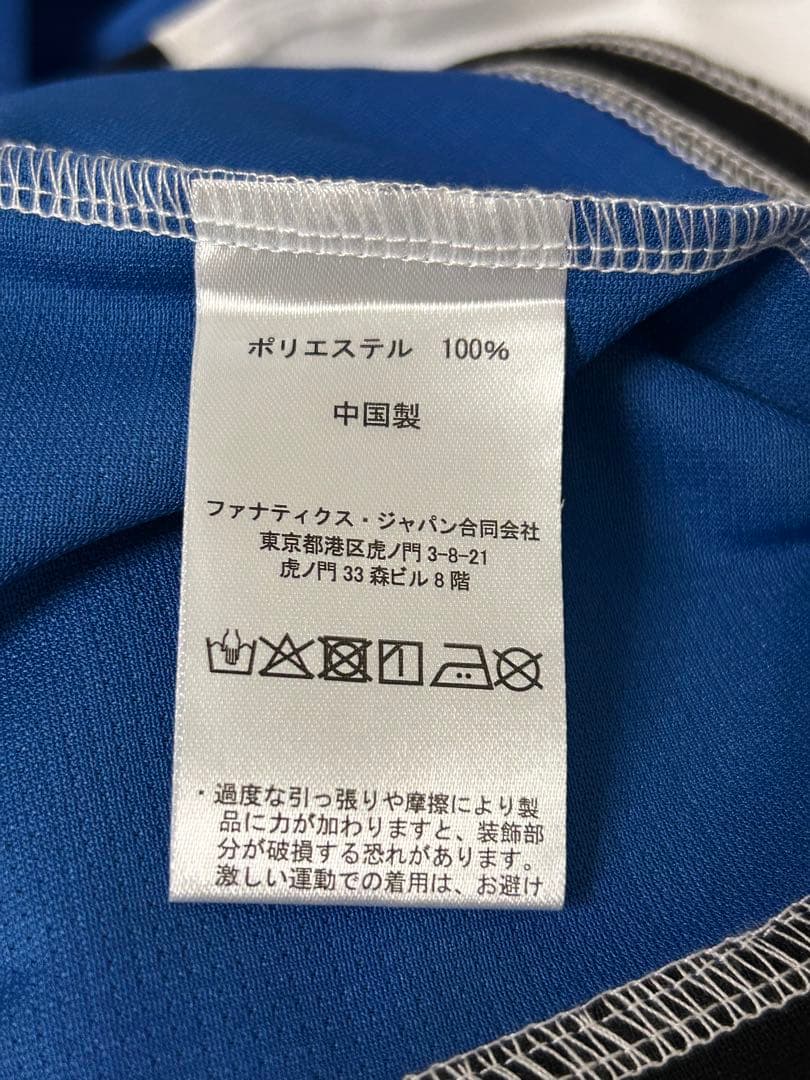 ポリエステル 100%
中国製
ファナティクス・ジャパン合同会社
東京都港区虎ノ門 3-8-21
虎ノ門 33 森ビル 8 階
・過度な引っ張りや摩擦により製
品に力が加わりますと、装飾部
分が破損する恐れがあります。
激しい運動での着用は、お避け